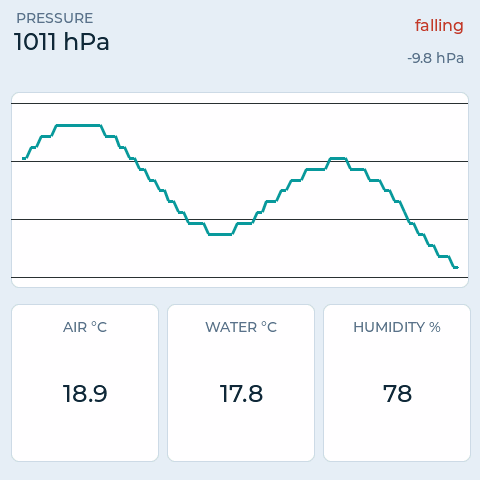 PRESSURE
1011 hPa
falling
-9.8 hPa
AIR °C
18.9
WATER °C
17.8
HUMIDITY %
78